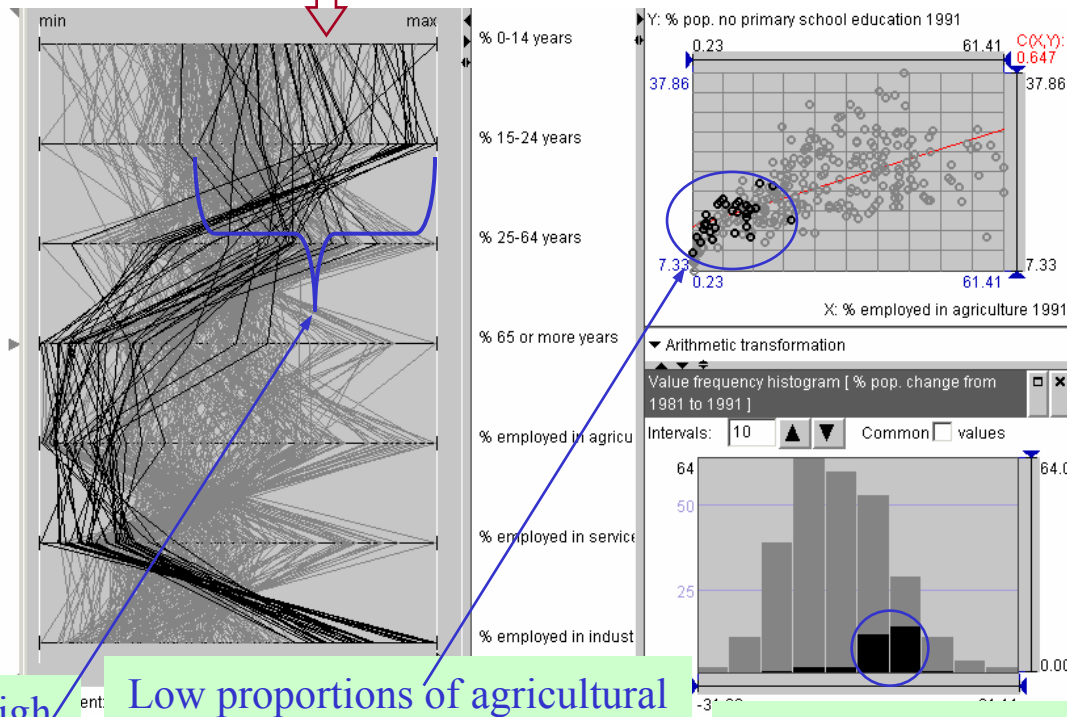 min max
% 0-14 years
% 15-24 years
% 25-64 years
% 65 or more years
% employed in agricu
% employed in service
% employed in indust
Y: % pop. no primary school education 1991
0.23 61.41 C(X,Y):
0.647
37.86 37.86
7.33 7.33
0.23 61.41
X: % employed in agriculture 1991
Arithmetic transformation
Value frequency histogram [ % pop. change from
1981 to 1991 ]
Intervals: 10 Common values
64 64.0
50
25
0.00
Low proportions of agricultural